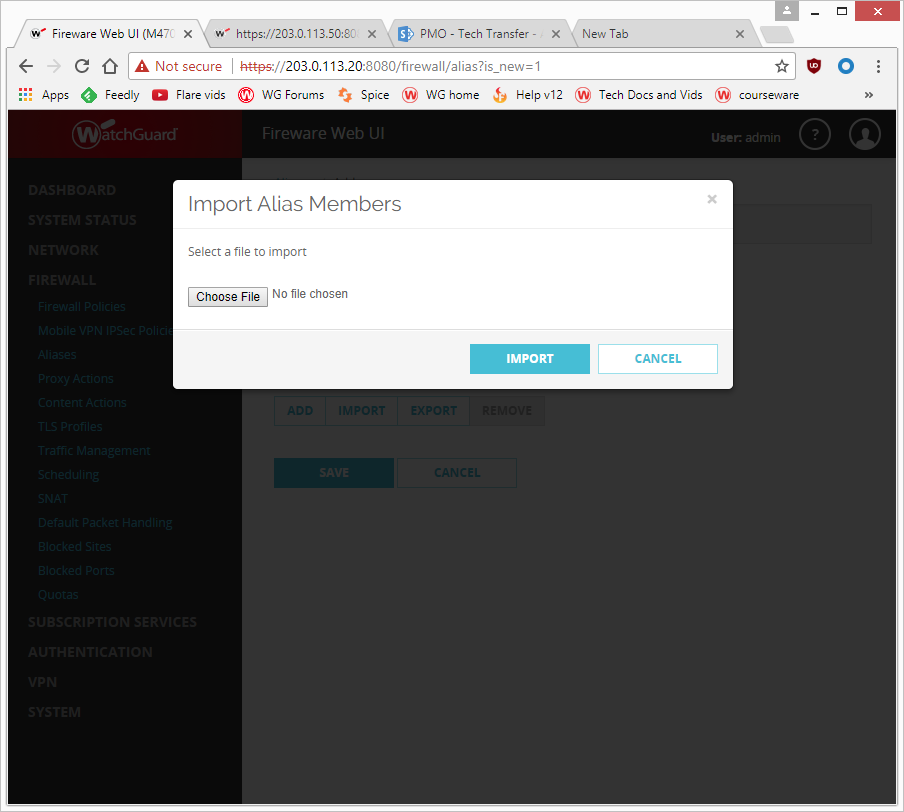 Fireware Web UI (M470
https://203.0.113.50:80
PMO - Tech Transfer -
New Tab
Not secure https://203.0.113.20:8080/firewall/alias?is_new=1
Apps Feedly Flare vids WG Forums Spice WG home Help v12 Tech Docs and Vids courseware »
WatchGuard
Fireware Web UI
User: admin
?
Import Alias Members
×
Select a file to import
Choose File No file chosen
IMPORT CANCEL
DASHBOARD
SYSTEM STATUS
NETWORK
FIREWALL
Firewall Policies
Mobile VPN IPSec Policie
Aliases
Proxy Actions
Content Actions
TLS Profiles
Traffic Management
Scheduling
SNAT
Default Packet Handling
Blocked Sites
Blocked Ports
Quotas
SUBSCRIPTION SERVICES
AUTHENTICATION
VPN
SYSTEM
ADD IMPORT EXPORT REMOVE
SAVE CANCEL